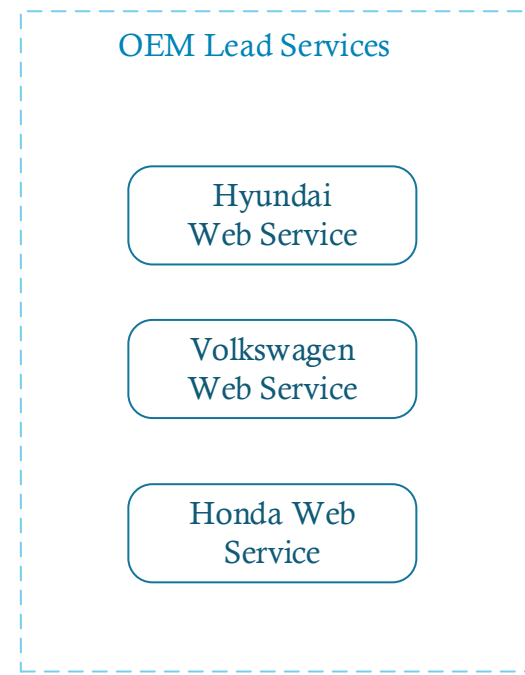 OEM Lead Services
Hyundai
Web Service
Volkswagen
Web Service
Honda Web
Service